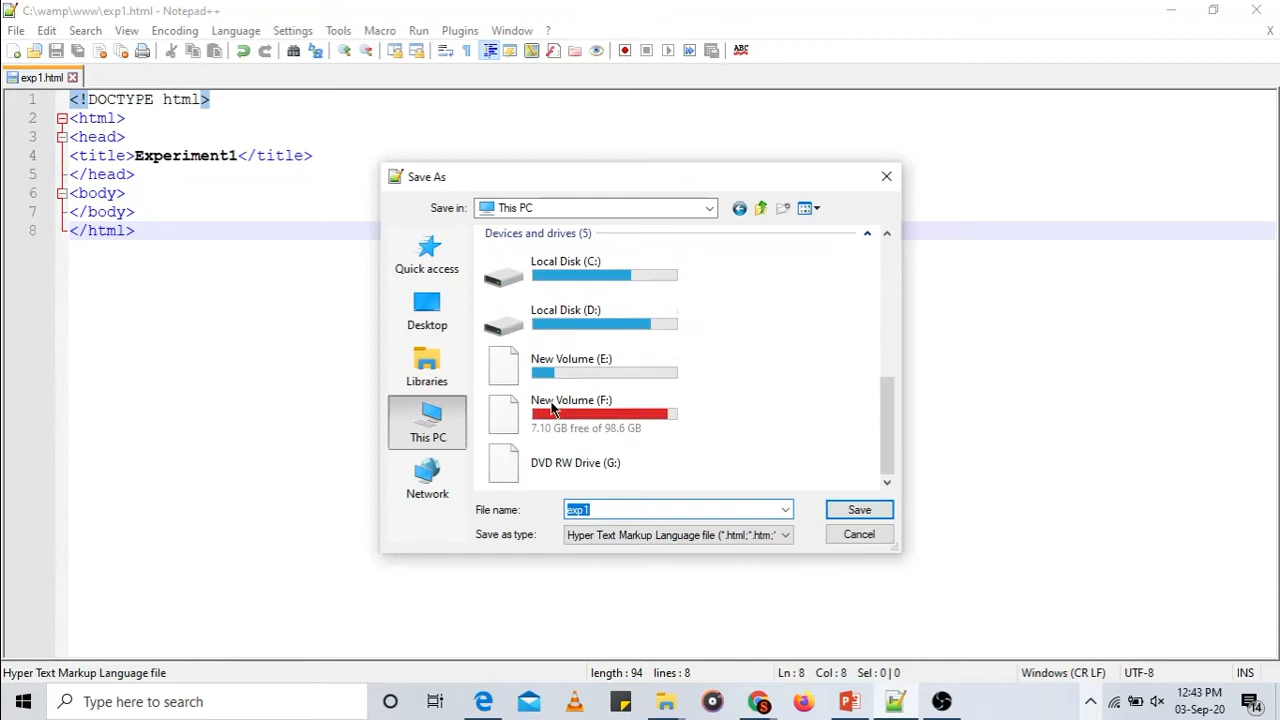 C:\wamp\www\exp1.html - Notepad++
File Edit Search View Encoding Language Settings Tools Macro Run Plugins Window ? X
ABC
exp1.html
1 <!DOCTYPE html>
2 <html>
3 <head>
4 <title>Experiment1</title>
5 </head>
6 <body>
7 </body>
8 </html>
Save As
Save in: This PC
Quick access
Desktop
Libraries
This PC
Network
Devices and drives (5)
Local Disk (C:)
Local Disk (D:)
New Volume (E:)
New Volume (F:)
7.10 GB free of 98.6 GB
DVD RW Drive (G:)
File name: exp1 Save
Save as type: Hyper Text Markup Language file (*.html;*.htm;* Cancel
Hyper Text Markup Language file length : 94 lines : 8 Ln : 8 Col : 8 Sel : 0 | 0 Windows (CR LF) UTF-8 INS
Type here to search
12:43 PM
03-Sep-20
14